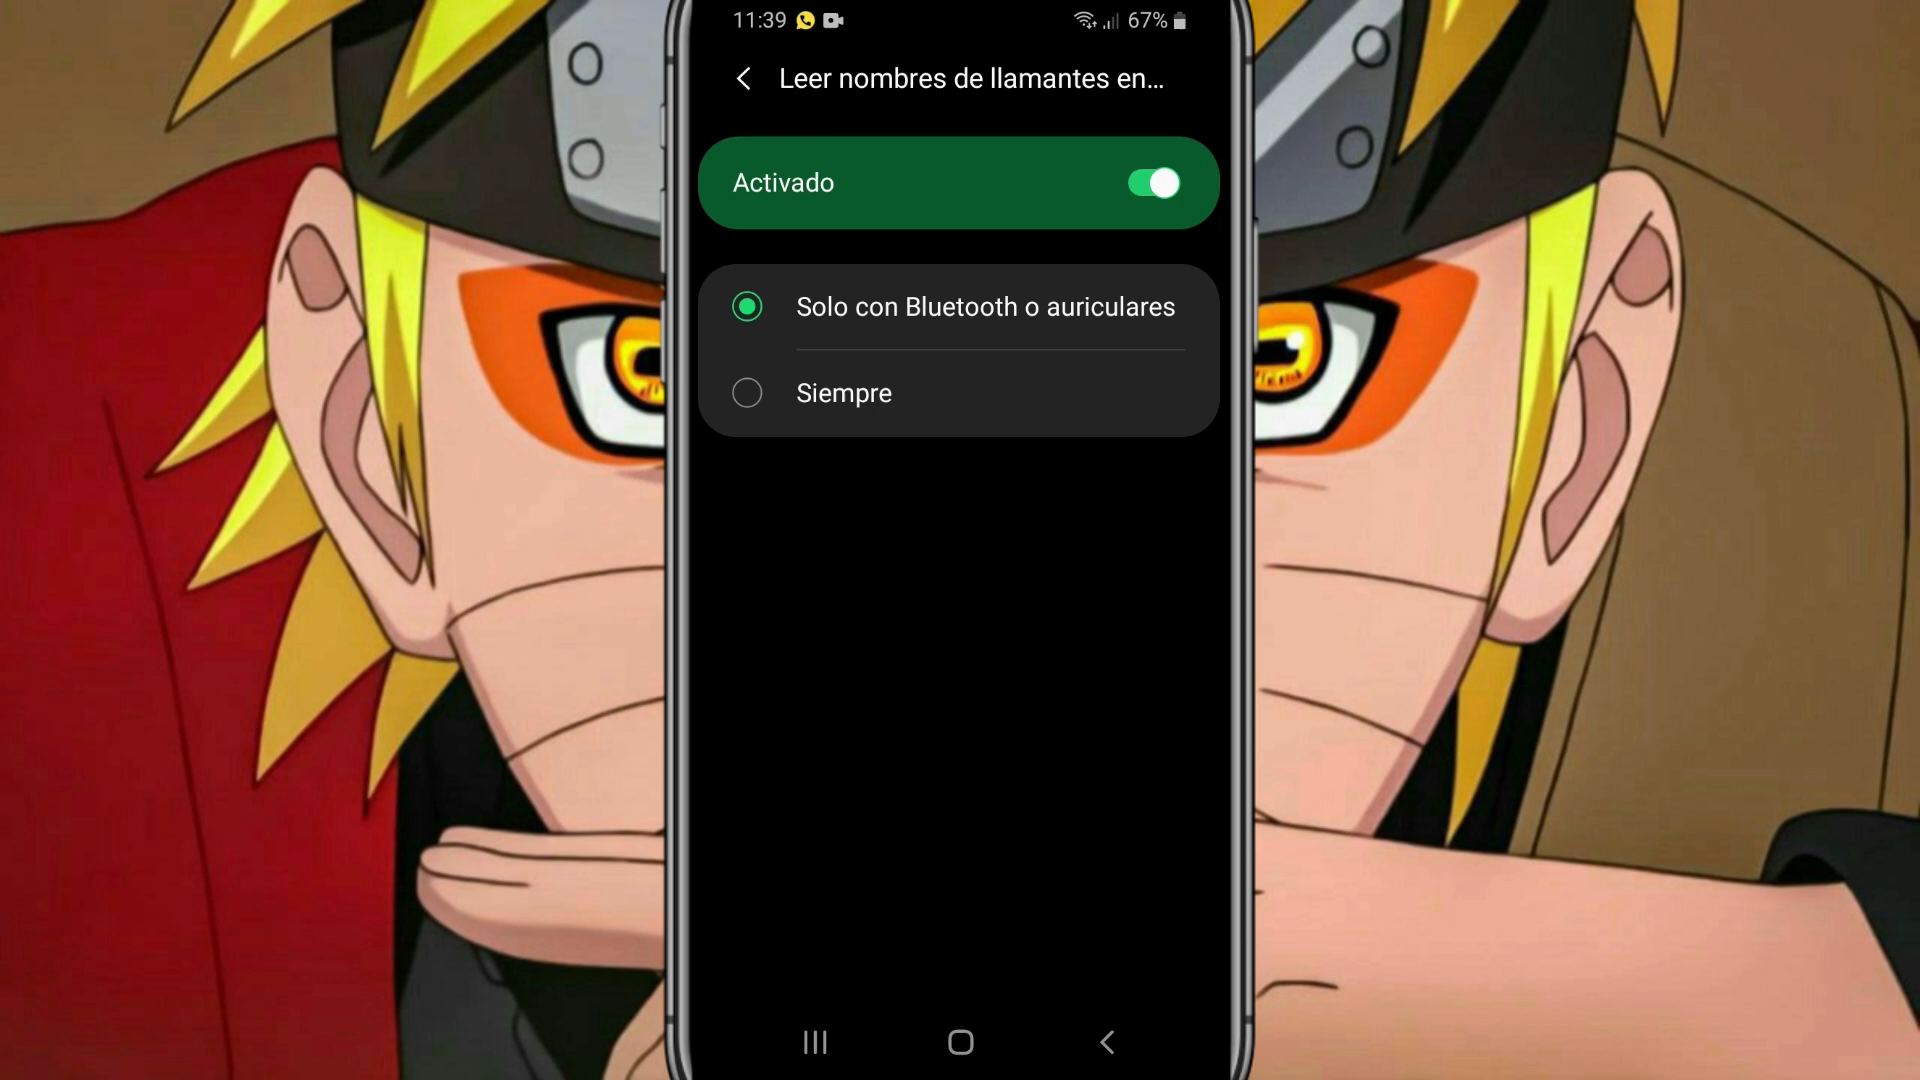 11:39 67%
Leer nombres de llamantes en...
Activado
Solo con Bluetooth o auriculares
Siempre